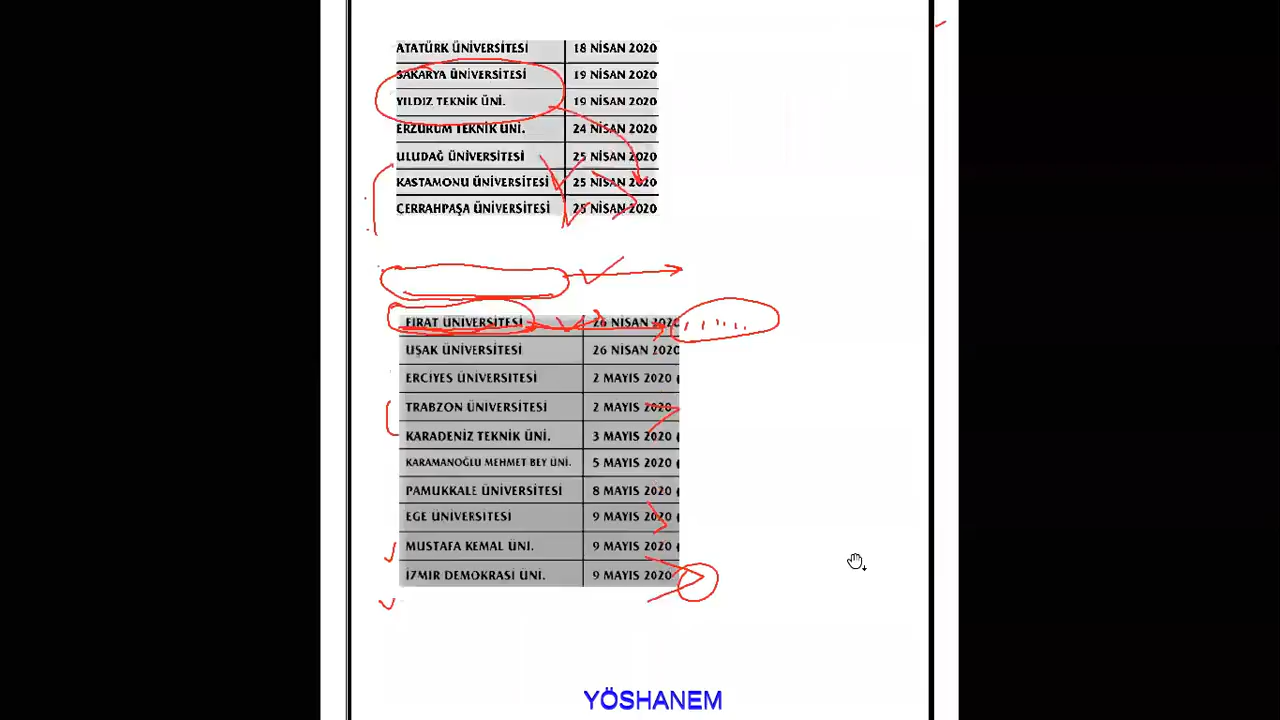 ATATÜRK ÜNİVERSİTESİ 18 NİSAN 2020
SAKARYA ÜNİVERSİTESİ 19 NİSAN 2020
YILDIZ TEKNİK ÜNİ. 19 NİSAN 2020
ERZURUM TEKNİK ÜNİ. 24 NİSAN 2020
ULUDAĞ ÜNİVERSİTESİ 25 NİSAN 2020
KASTAMONU ÜNİVERSİTESİ 25 NİSAN 2020
CERRAHPAŞA ÜNİVERSİTESİ 25 NİSAN 2020
FIRAT ÜNİVERSİTESİ 26 NİSAN 2020
UŞAK ÜNİVERSİTESİ 26 NİSAN 2020
ERCİYES ÜNİVERSİTESİ 2 MAYIS 2020 (
TRABZON ÜNİVERSİTESİ 2 MAYIS 2020
KARADENİZ TEKNİK ÜNİ. 3 MAYIS 2020 (
KARAMANOĞLU MEHMET BEY ÜNİ. 5 MAYIS 2020 (
PAMUKKALE ÜNİVERSİTESİ 8 MAYIS 2020 (
EGE ÜNİVERSİTESİ 9 MAYIS 2020 (
MUSTAFA KEMAL ÜNİ. 9 MAYIS 2020 (
İZMİR DEMOKRASİ ÜNİ. 9 MAYIS 2020
YÖSHANEM